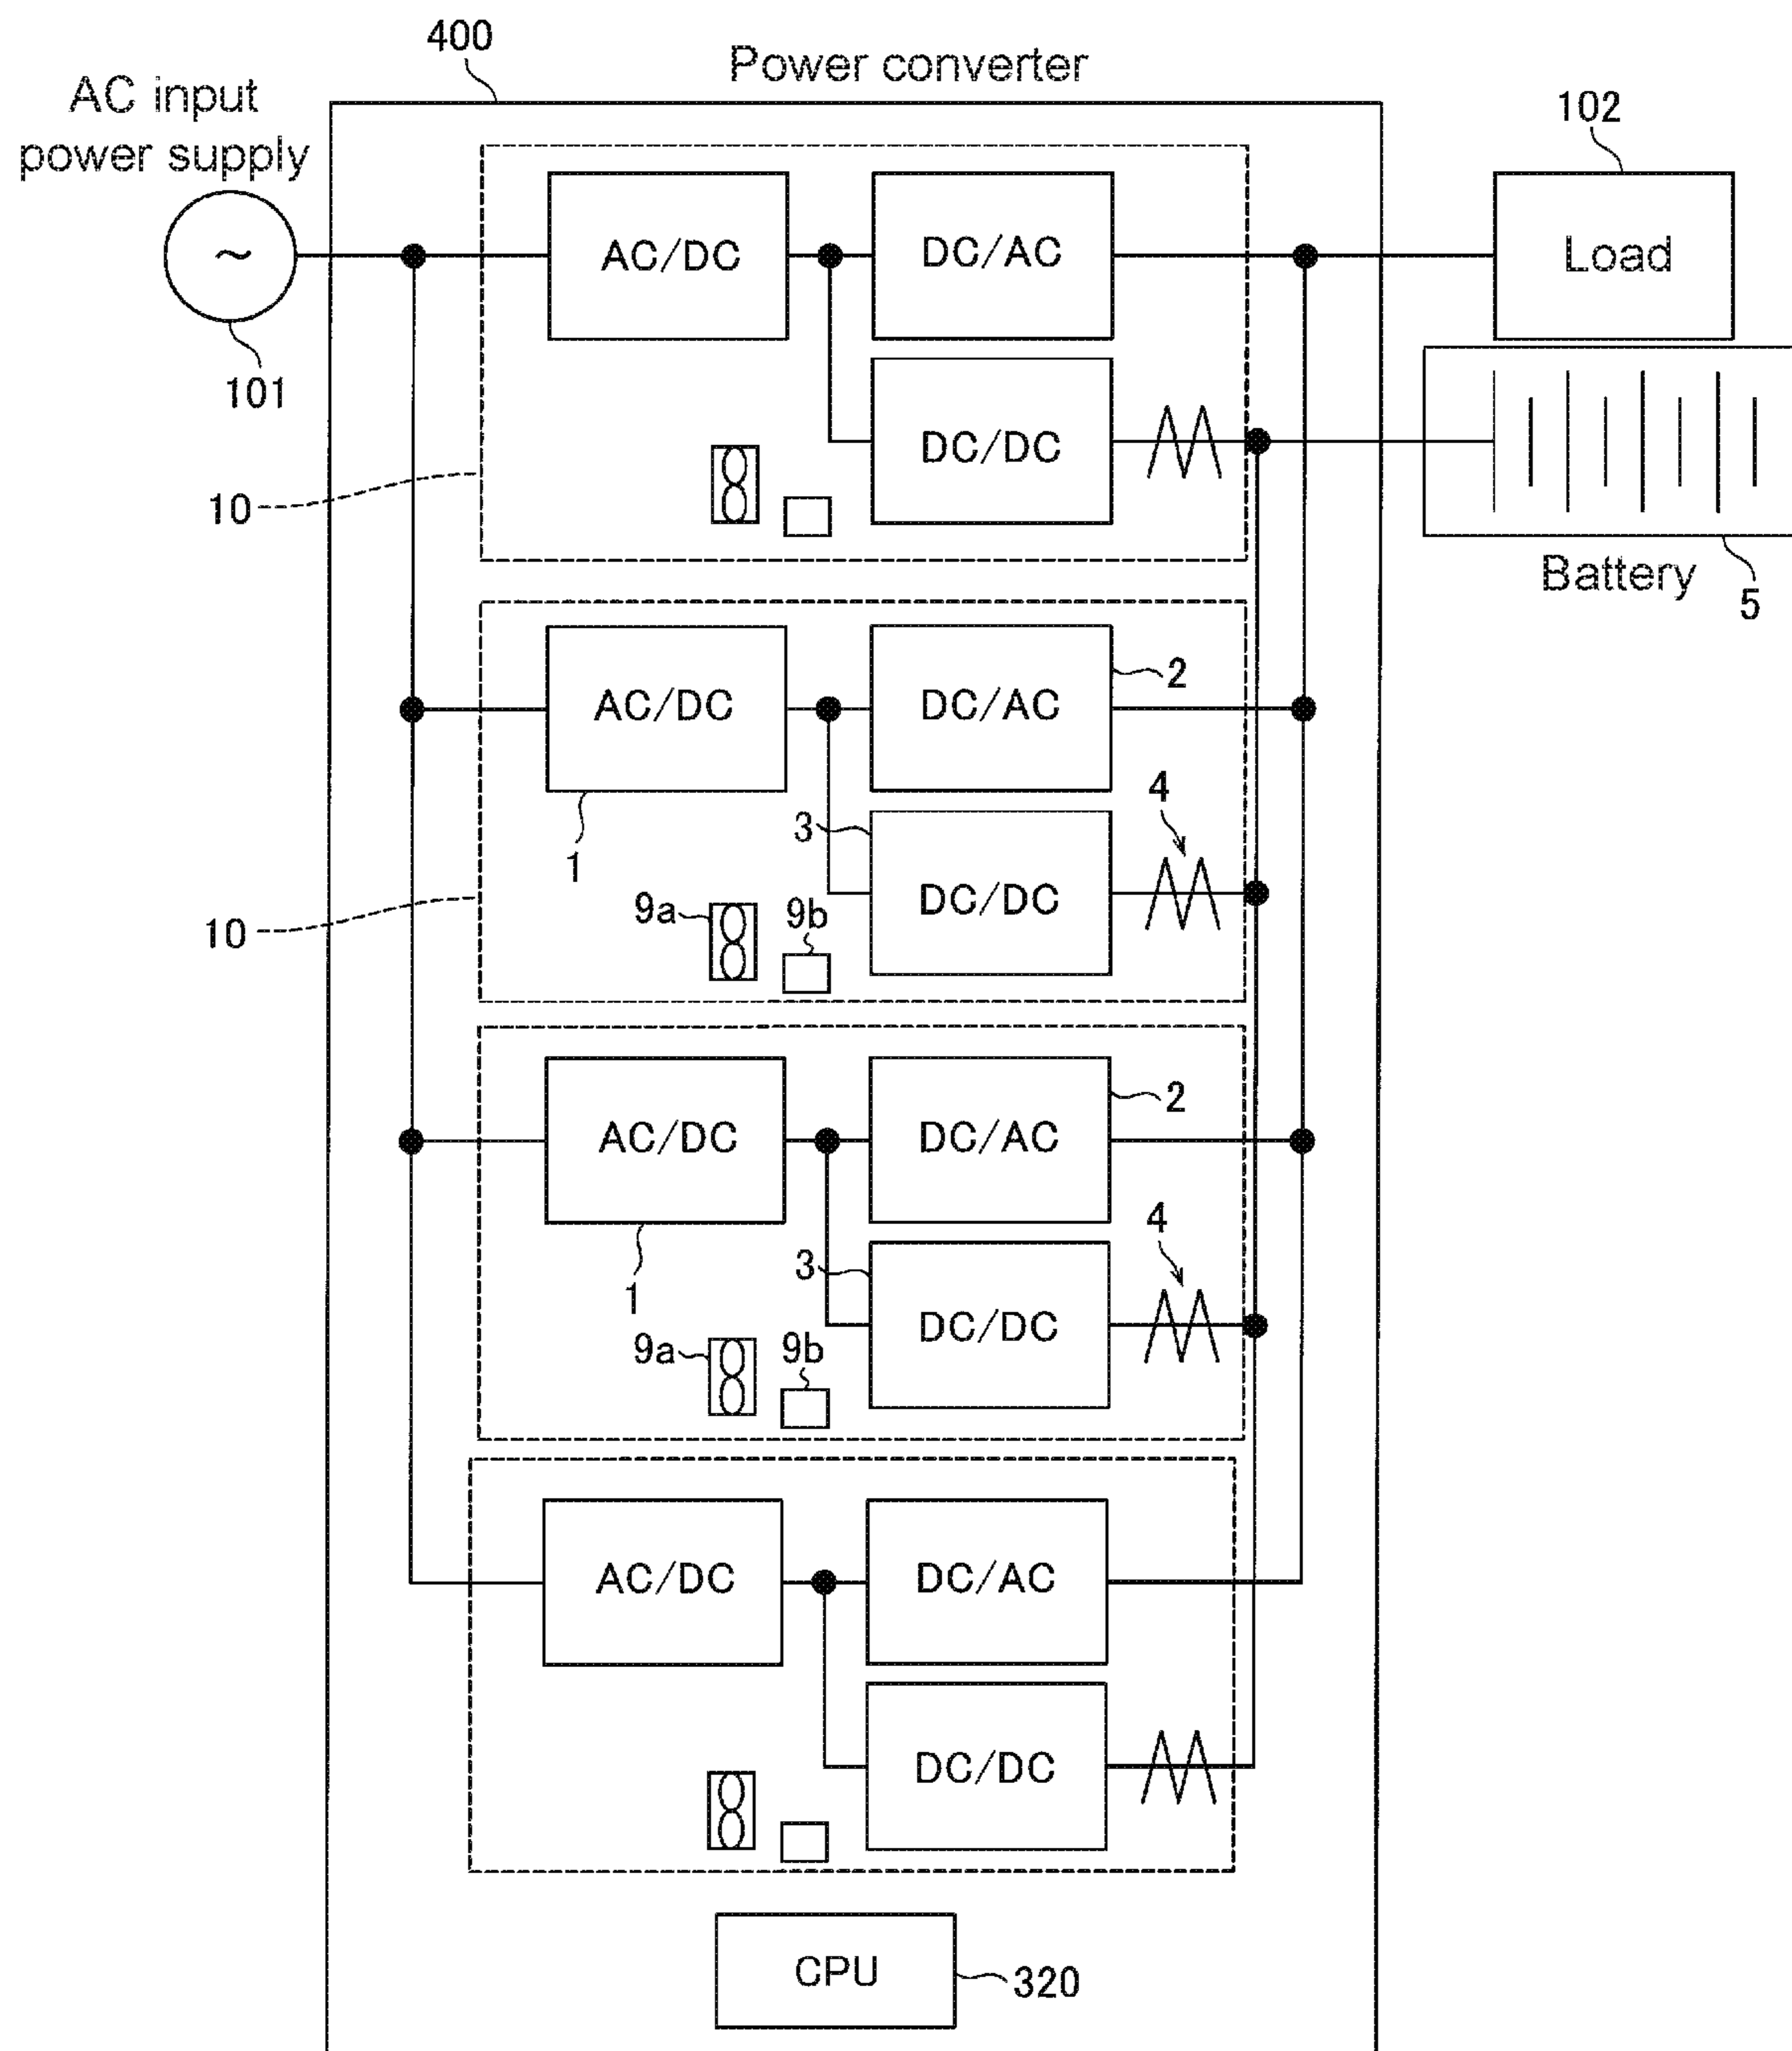 400
Power converter
AC input
power supply
102
~
AC/DC
DC/AC
Load
101
DC/DC
10
Battery
5
AC/DC
DC/AC
2
1
3
4
DC/DC
9a
9b
10
AC/DC
DC/AC
2
1
3
4
DC/DC
9a
9b
AC/DC
DC/AC
DC/DC
CPU
320